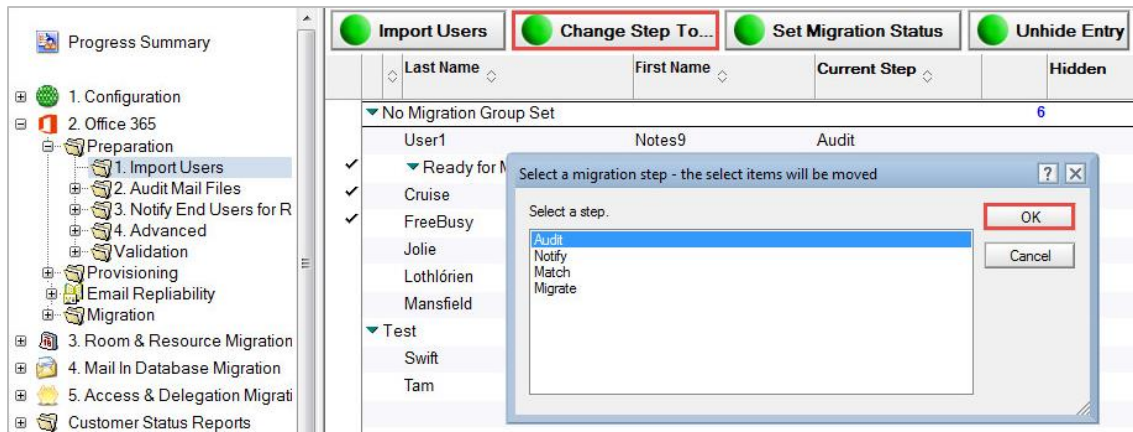 Progress Summary
1. Configuration
2. Office 365
Preparation
1. Import Users
2. Audit Mail Files
3. Notify End Users for R
4. Advanced
Validation
Provisioning
Email Repliability
Migration
3. Room & Resource Migration
4. Mail In Database Migration
5. Access & Delegation Migrati
Customer Status Reports
Import Users Change Step To... Set Migration Status Unhide Entry
Last Name First Name Current Step Hidden
No Migration Group Set 6
User1 Notes9 Audit
Ready for M
Cruise
FreeBusy
Jolie
Lothlórien
Mansfield
Test
Swift
Tam
Select a migration step - the select items will be moved
Select a step.
Audit
Notify
Match
Migrate
OK
Cancel